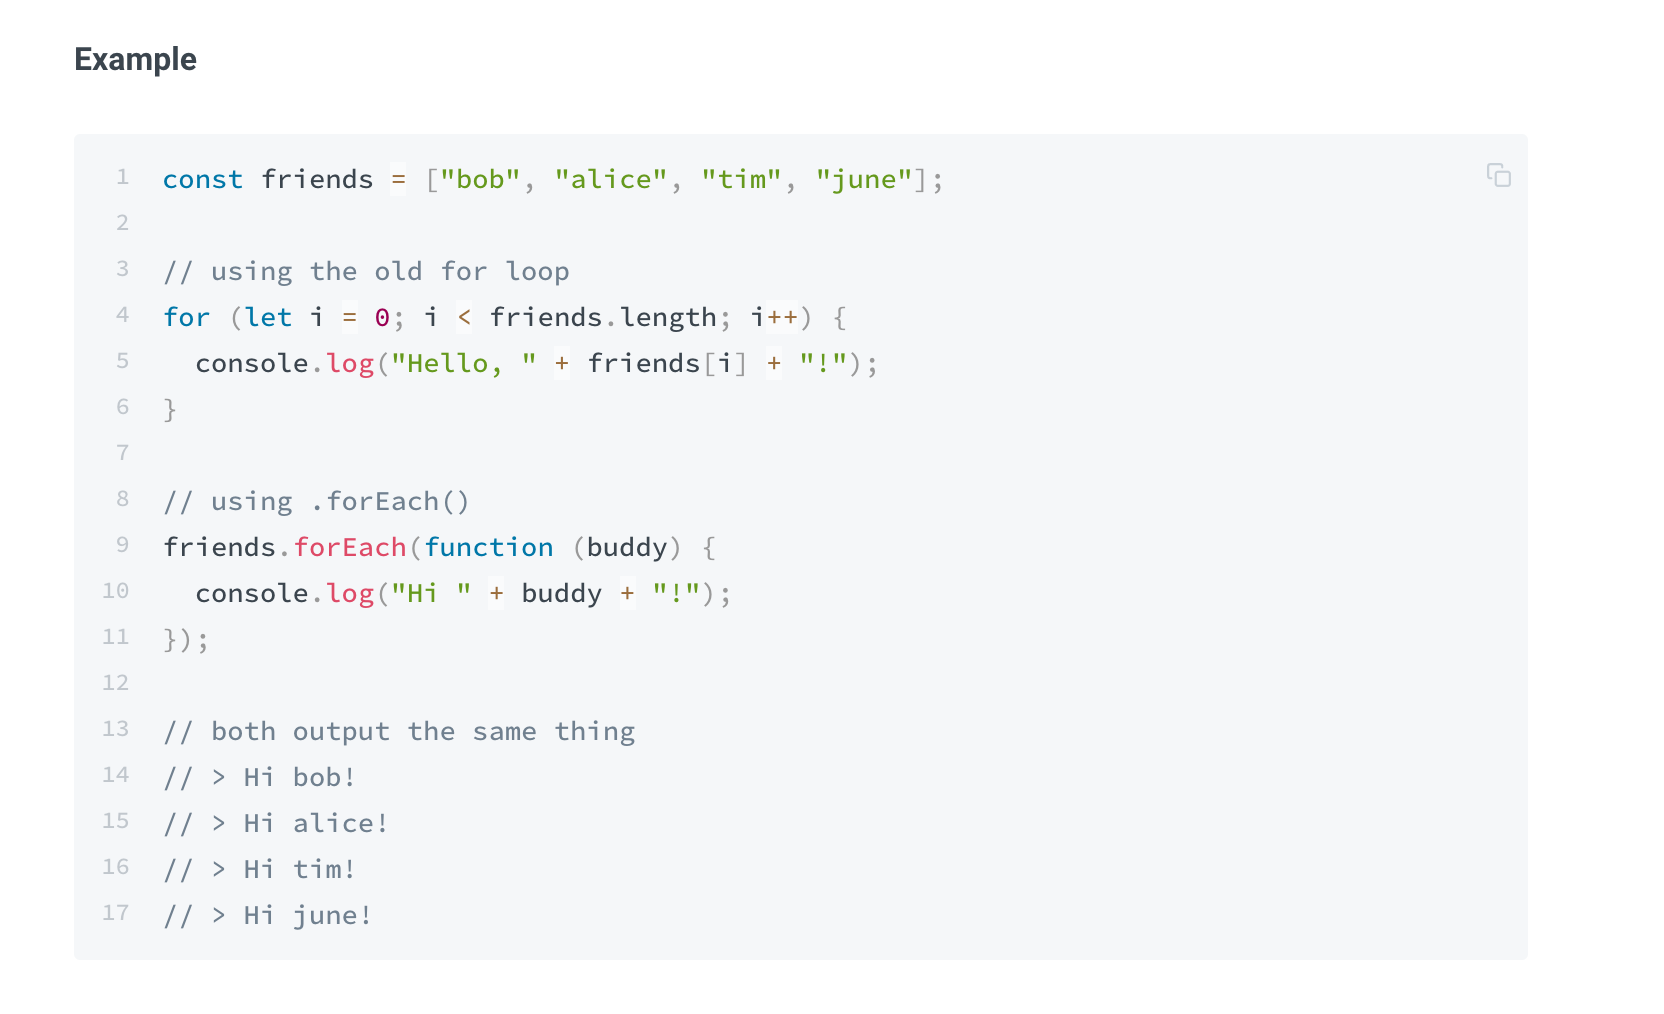 Example
1 const friends = ["bob", "alice", "tim", "june"];
2
3 // using the old for loop
4 for (let i = 0; i < friends.length; i++) {
5   console.log("Hello, " + friends[i] + "!");
6 }
7
8 // using .forEach()
9 friends.forEach(function (buddy) {
10   console.log("Hi " + buddy + "!");
11 });
12
13 // both output the same thing
14 // > Hi bob!
15 // > Hi alice!
16 // > Hi tim!
17 // > Hi june!